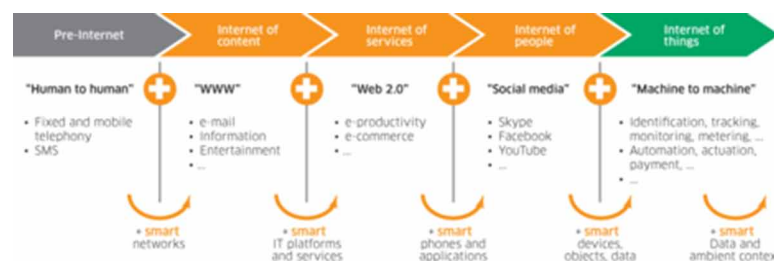 Pre-Internet
Internet of
content
Internet of
services
Internet of
people
Internet of
things
"Human to human"
"WWW"
"Web 2.0"
"Social media"
"Machine to machine"
• Fixed and mobile
telephony
• SMS
• e-mail
• Information
• Entertainment
• ...
• e-productivity
• e-commerce
• ...
• Skype
• Facebook
• YouTube
• ...
• Identification, tracking,
monitoring, metering, ...
• Automation, actuation,
payment, ...
• ...
+ smart
networks
+ smart
IT platforms
and services
+ smart
phones and
applications
+ smart
devices,
objects, data
+ smart
Data and
ambient context